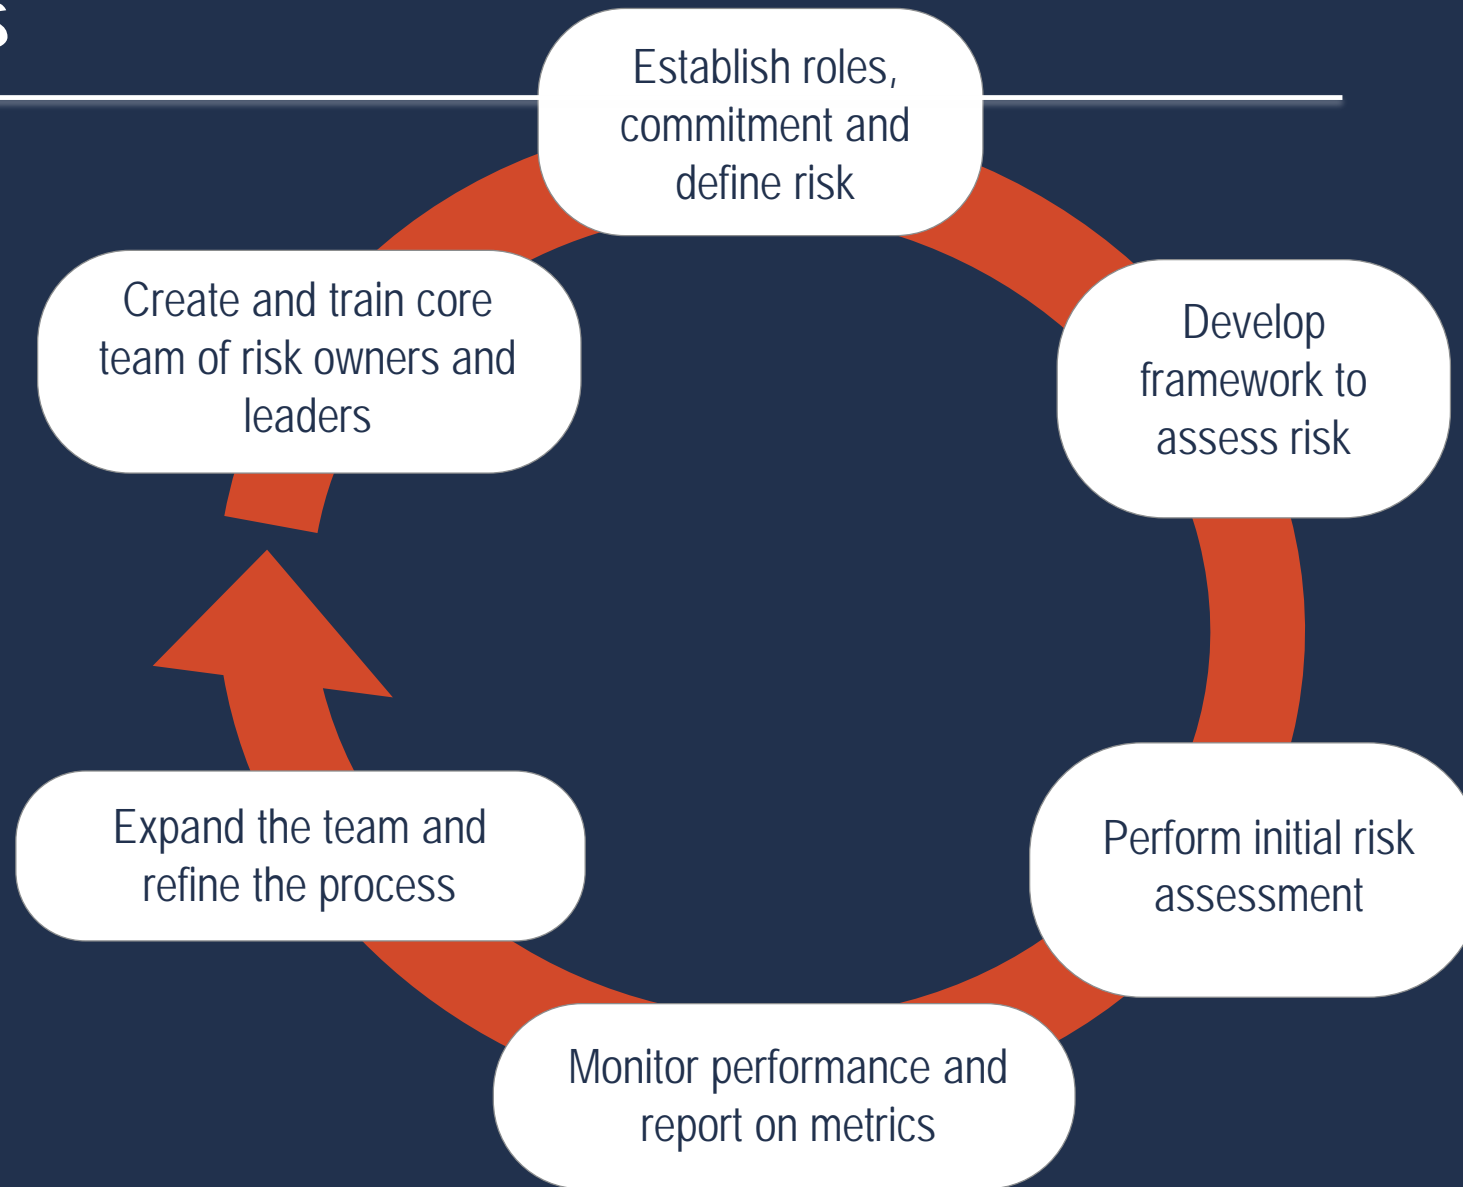 Establish roles,
commitment and
define risk
Develop
framework to
assess risk
Perform initial risk
assessment
Monitor performance and
report on metrics
Expand the team and
refine the process
Create and train core
team of risk owners and
leaders